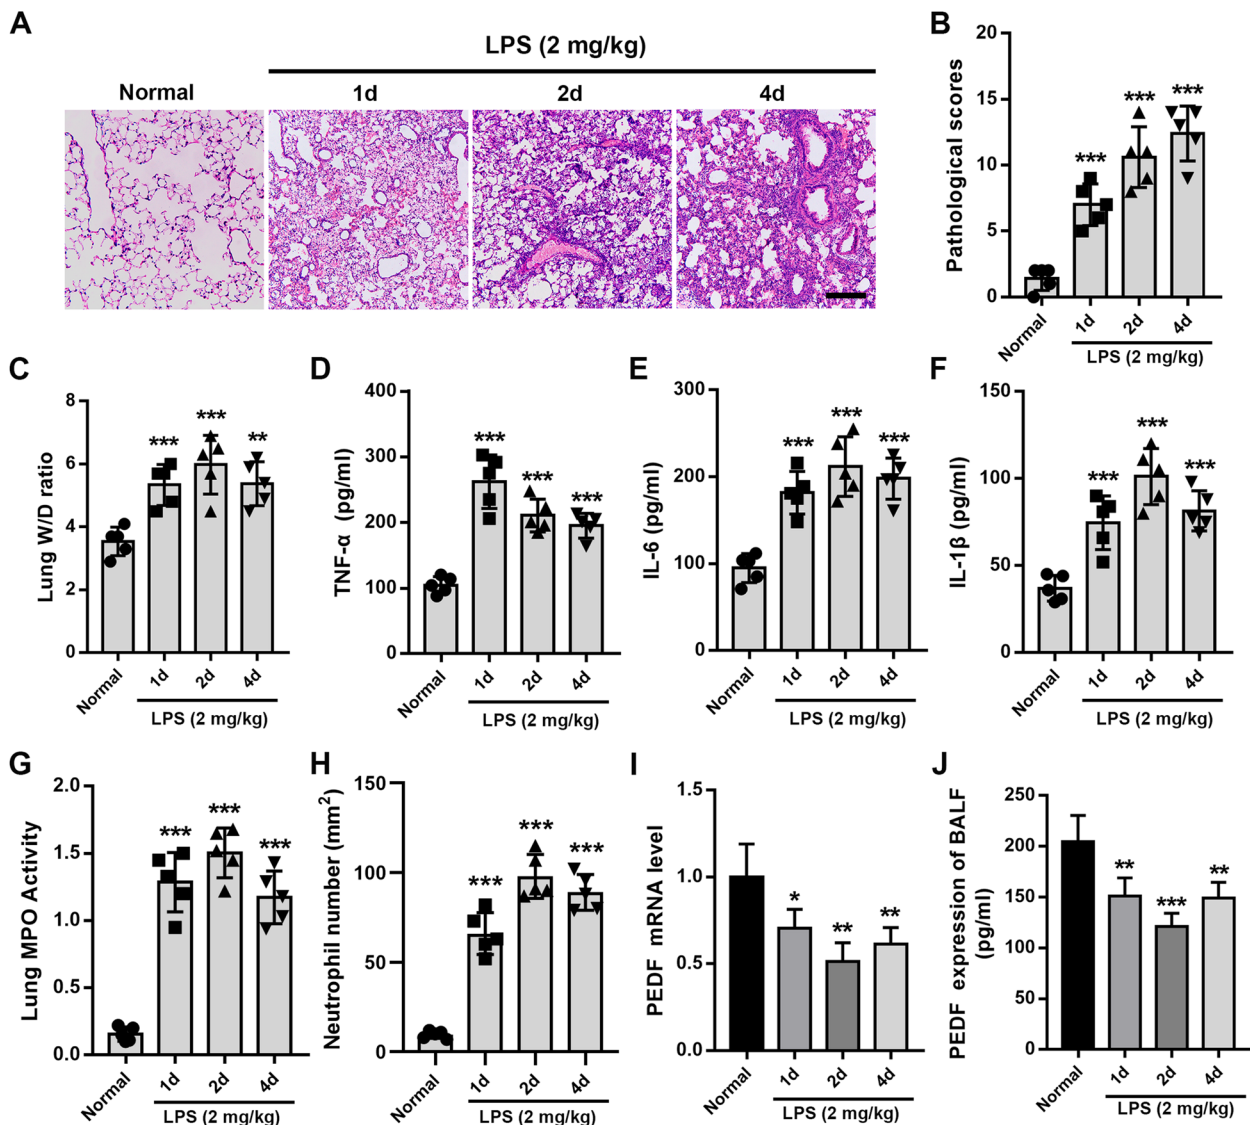 A
LPS (2 mg/kg)
Normal
1d
2d
4d
B
Pathological scores
20
15
10
5
0
***
***
***
Normal
1d
2d
4d
LPS (2 mg/kg)
C
Lung W/D ratio
8
6
4
2
0
***
***
**
Normal
1d
2d
4d
LPS (2 mg/kg)
D
TNF-α (pg/ml)
400
300
200
100
0
***
***
***
Normal
1d
2d
4d
LPS (2 mg/kg)
E
IL-6 (pg/ml)
300
200
100
0
***
***
***
Normal
1d
2d
4d
LPS (2 mg/kg)
F
IL-1β (pg/ml)
150
100
50
0
***
***
***
Normal
1d
2d
4d
LPS (2 mg/kg)
G
Lung MPO Activity
2.0
1.5
1.0
0.5
0.0
***
***
***
Normal
1d
2d
4d
LPS (2 mg/kg)
H
Neutrophil number (mm²)
150
100
50
0
***
***
***
Normal
1d
2d
4d
LPS (2 mg/kg)
I
PEDF mRNA level
1.5
1.0
0.5
0.0
*
**
**
Normal
1d
2d
4d
LPS (2 mg/kg)
J
PEDF expression of BALF
(pg/ml)
250
200
150
100
50
0
**
***
**
Normal
1d
2d
4d
LPS (2 mg/kg)